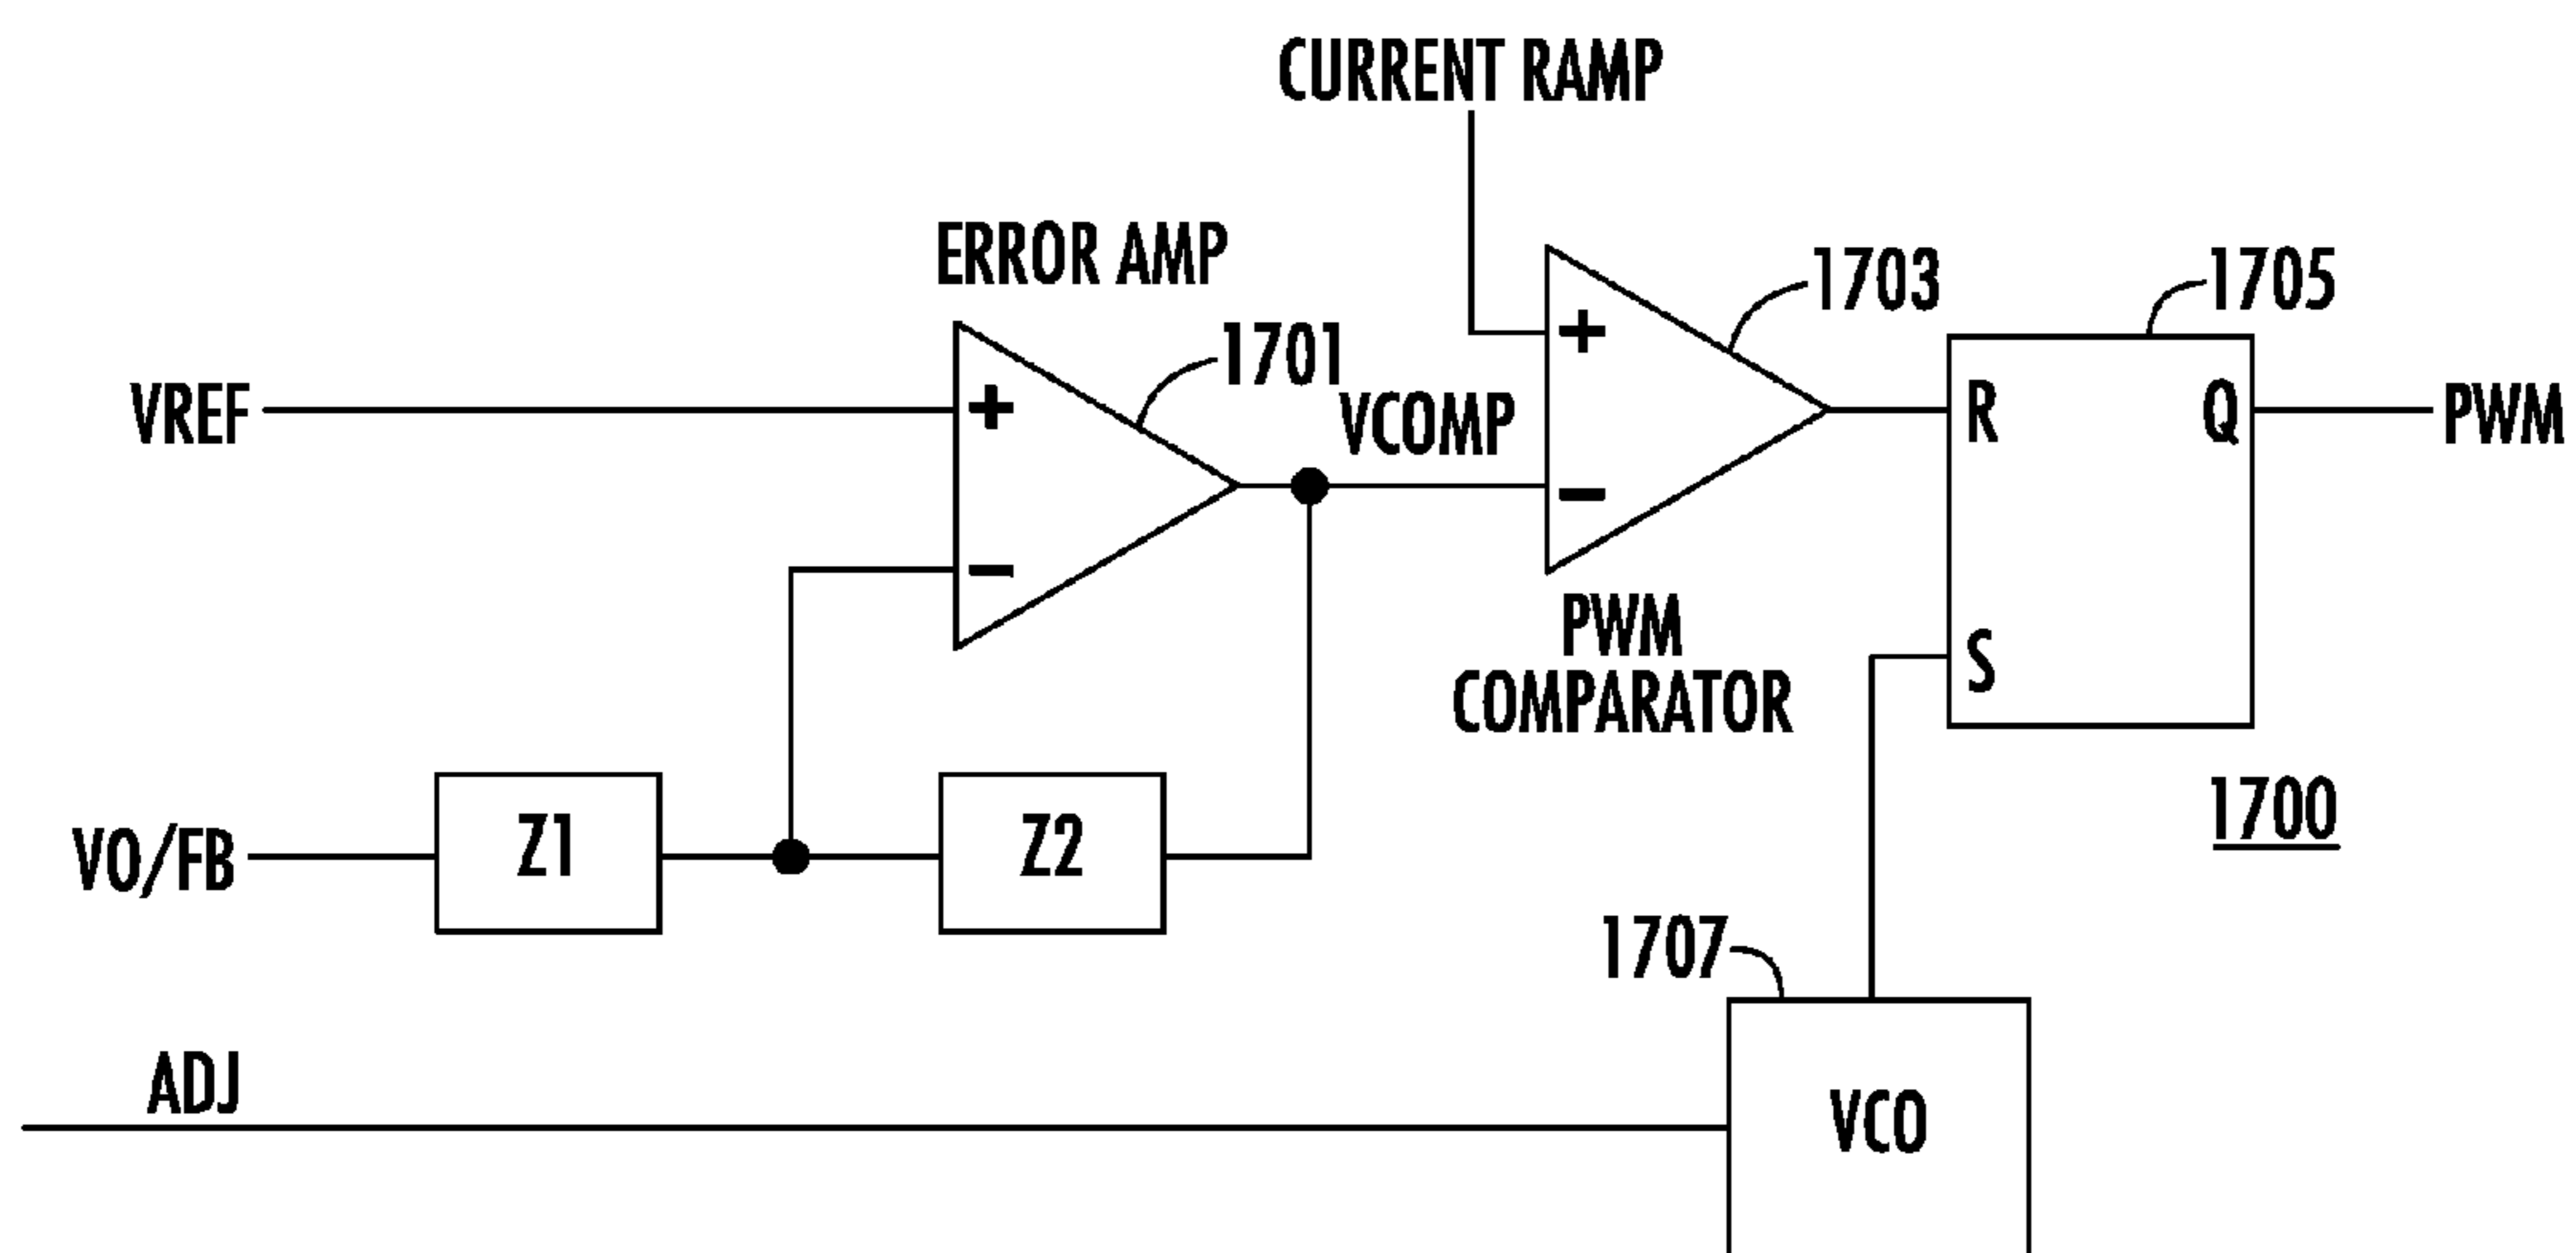 CURRENT RAMP
ERROR AMP
1703
1705
1701
VREF
+
VCOMP
+
R
Q
PWM
−
−
PWM
COMPARATOR
S
1700
VO/FB
Z1
Z2
1707
ADJ
VCO